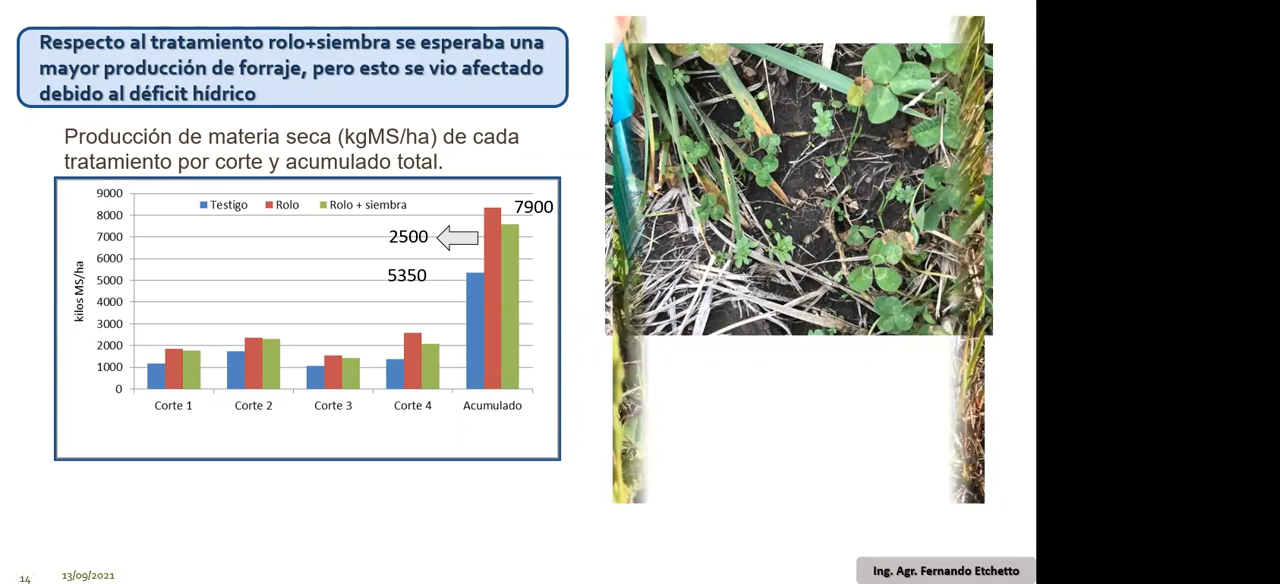 Respecto al tratamiento rolo+siembra se esperaba una
mayor producción de forraje, pero esto se vio afectado
debido al déficit hídrico
Producción de materia seca (kgMS/ha) de cada
tratamiento por corte y acumulado total.
kilos MS/ha
9000
8000
7000
6000
5000
4000
3000
2000
1000
0
Testigo
Rolo
Rolo + siembra
7900
2500
5350
Corte 1
Corte 2
Corte 3
Corte 4
Acumulado
14
13/09/2021
Ing. Agr. Fernando Etchetto